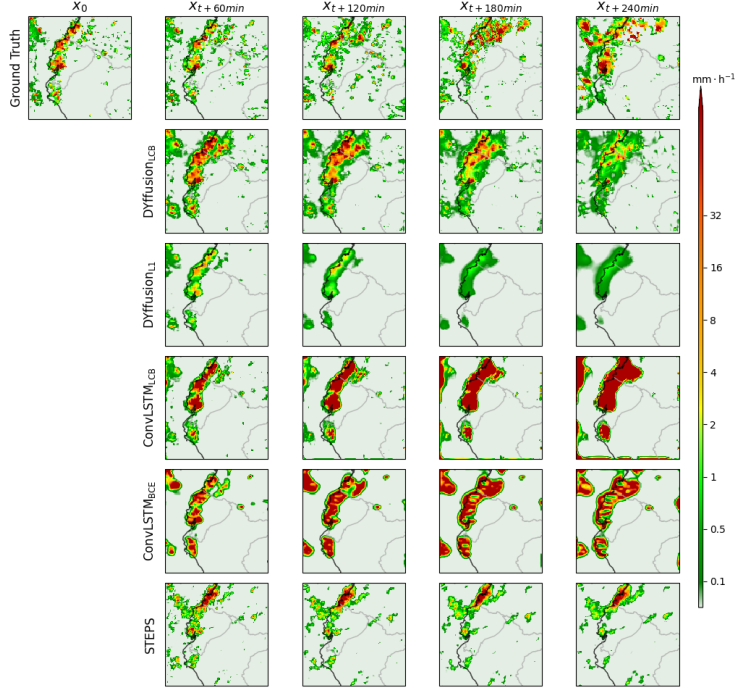 x0 xt+60min xt+120min xt+180min xt+240min
Ground Truth
mm · h⁻¹
DYffusionLCB
32
16
DYffusionL1
8
4
ConvLSTMLCB
2
1
ConvLSTMBCE
0.5
0.1
STEPS